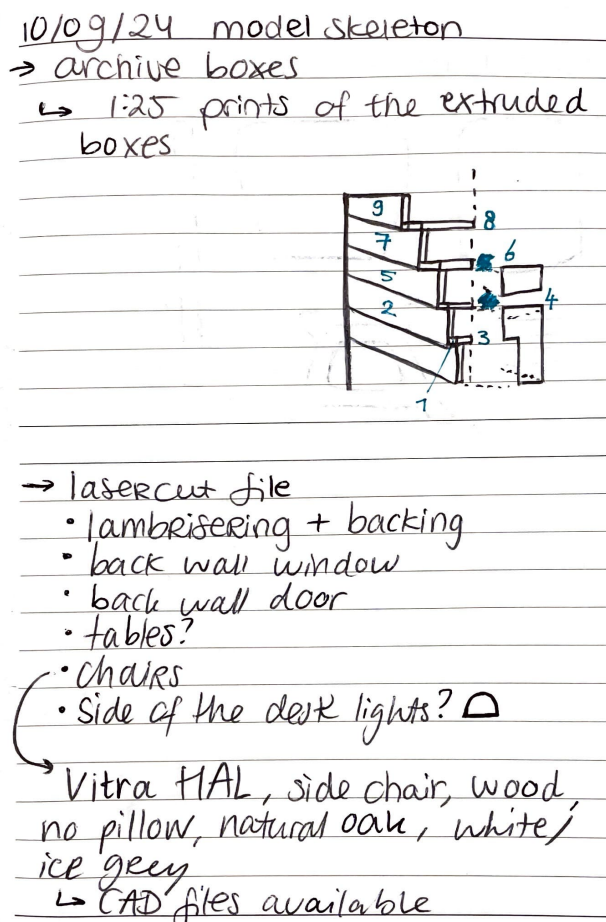 10/09/24 model skeleton
→ archive boxes
↳ 1:25 prints of the extruded
boxes
9
8
7
6
5
4
2
3
1
→ lasercut file
• lambrisering + backing
• back wall window
• back wall door
• tables?
• chairs
• side of the desk lights?
Vitra HAL, side chair, wood,
no pillow, natural oak, white/
ice grey
↳ CAD files available